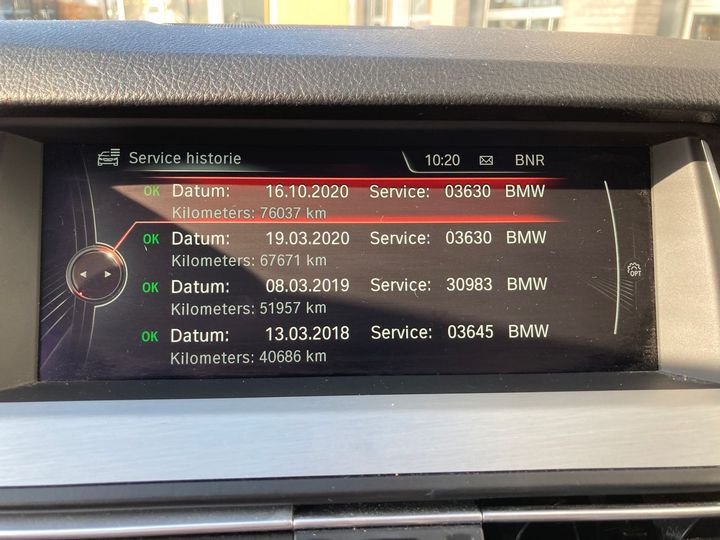 Service historie 10:20 BNR
OK Datum: 16.10.2020 Service: 03630 BMW
Kilometers: 76037 km
OK Datum: 19.03.2020 Service: 03630 BMW
Kilometers: 67671 km
OK Datum: 08.03.2019 Service: 30983 BMW
Kilometers: 51957 km
OK Datum: 13.03.2018 Service: 03645 BMW
Kilometers: 40686 km
OPT